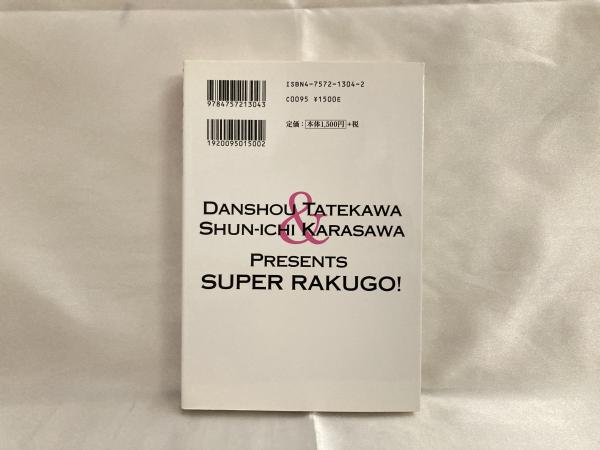 9784757213043
1920095015002
ISBN4-7572-1304-2
C0095 ¥1500E
定価:本体1,500円+税
DANSHOU TATEKAWA
&
SHUN-ICHI KARASAWA
PRESENTS
SUPER RAKUGO!